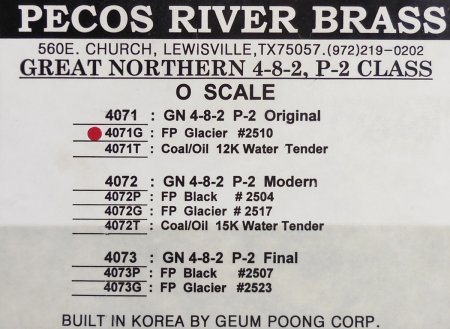 PECOS RIVER BRASS
560E. CHURCH, LEWISVILLE,TX75057.(972)219-0202
GREAT NORTHERN 4-8-2, P-2 CLASS
O SCALE
4071 : GN 4-8-2 P-2 Original
4071G : FP Glacier #2510
4071T : Coal/Oil 12K Water Tender
4072 : GN 4-8-2 P-2 Modern
4072P : FP Black # 2504
4072G : FP Glacier # 2517
4072T : Coal/Oil 15K Water Tender
4073 : GN 4-8-2 P-2 Final
4073P : FP Black #2507
4073G : FP Glacier #2523
BUILT IN KOREA BY GEUM POONG CORP.